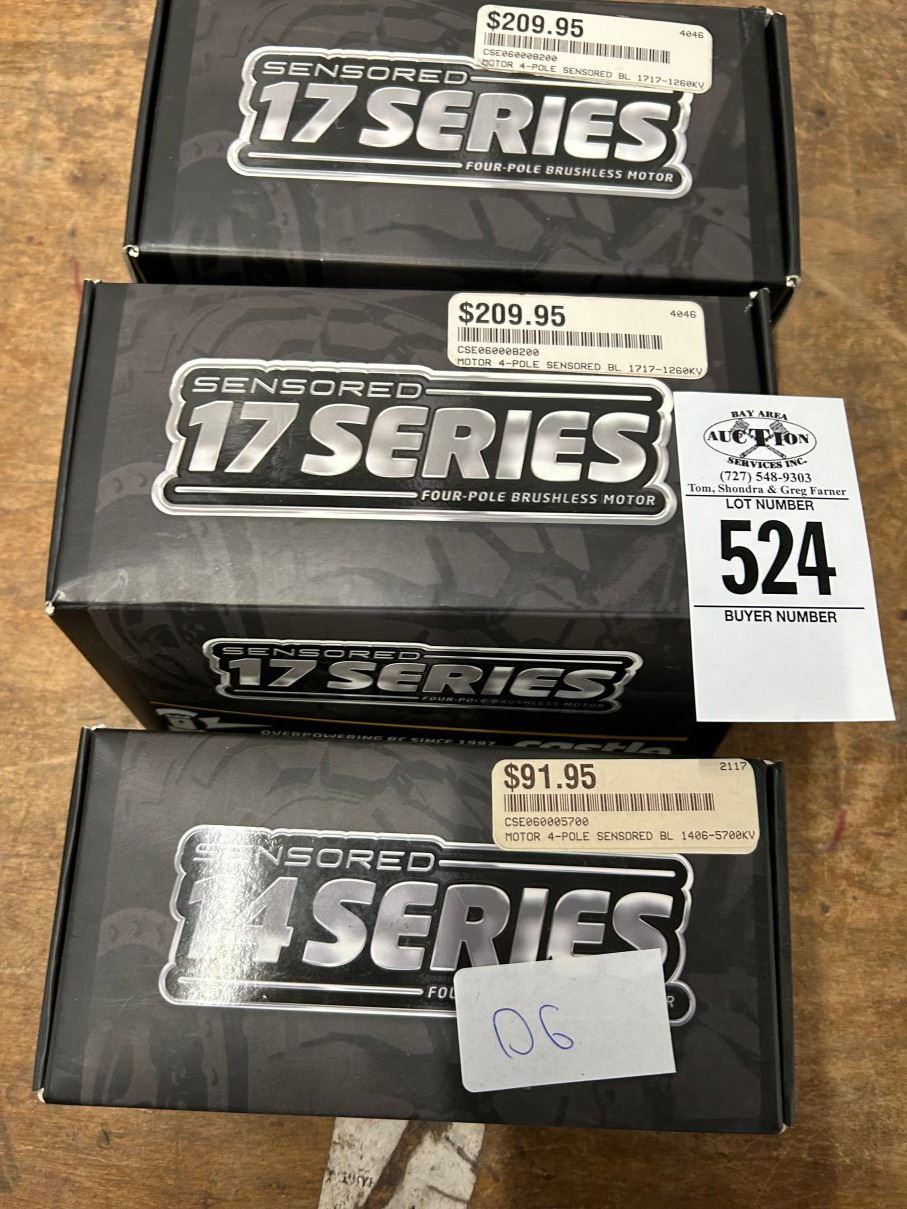 $209.95
4046
CSE060008200
MOTOR 4-POLE SENSORED BL 1717-1260KV
SENSORED
17 SERIES
FOUR-POLE BRUSHLESS MOTOR
$209.95
4046
CSE060008200
MOTOR 4-POLE SENSORED BL 1717-1260KV
SENSORED
17 SERIES
FOUR-POLE BRUSHLESS MOTOR
BAY AREA
AUCTION
SERVICES INC.
(727) 548-9303
Tom, Shondra & Greg Farner
LOT NUMBER
524
BUYER NUMBER
SENSORED
17 SERIES
FOUR-POLE BRUSHLESS MOTOR
OVERPOWERING RC SINCE 1997
castle
$91.95
2117
CSE060005700
MOTOR 4-POLE SENSORED BL 1406-5700KV
SENSORED
14 SERIES
D6